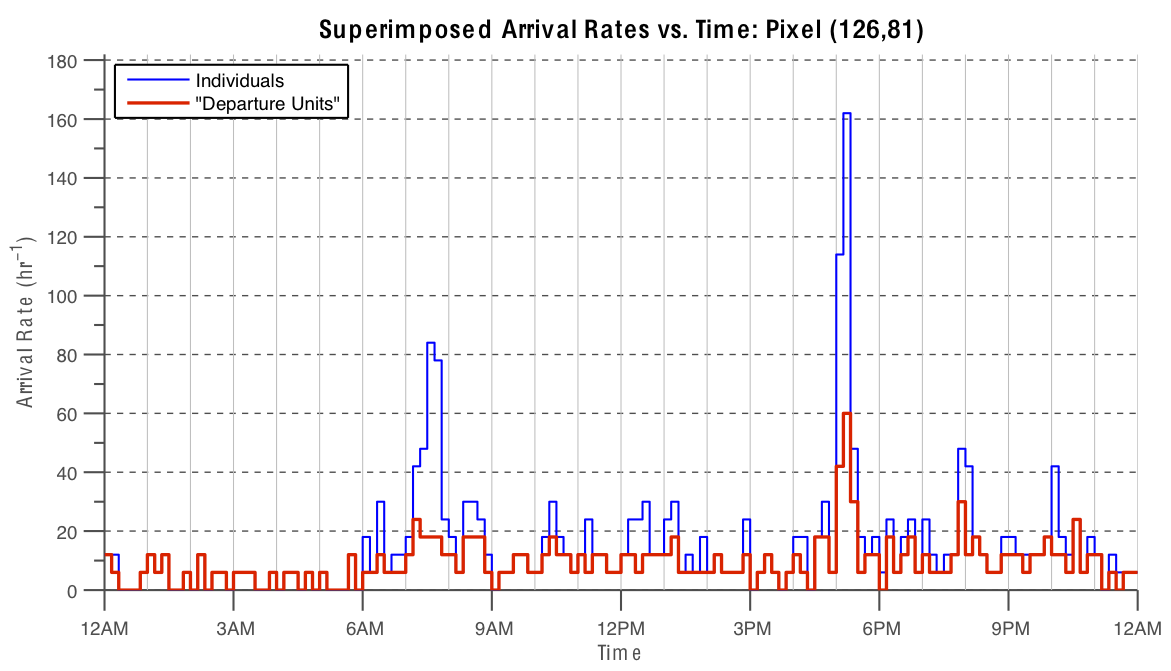 Superimposed Arrival Rates vs. Time: Pixel (126,81)
Individuals
"Departure Units"
180
160
140
120
100
80
60
40
20
0
Arrival Rate (hr⁻¹)
12AM 3AM 6AM 9AM 12PM 3PM 6PM 9PM 12AM
Time